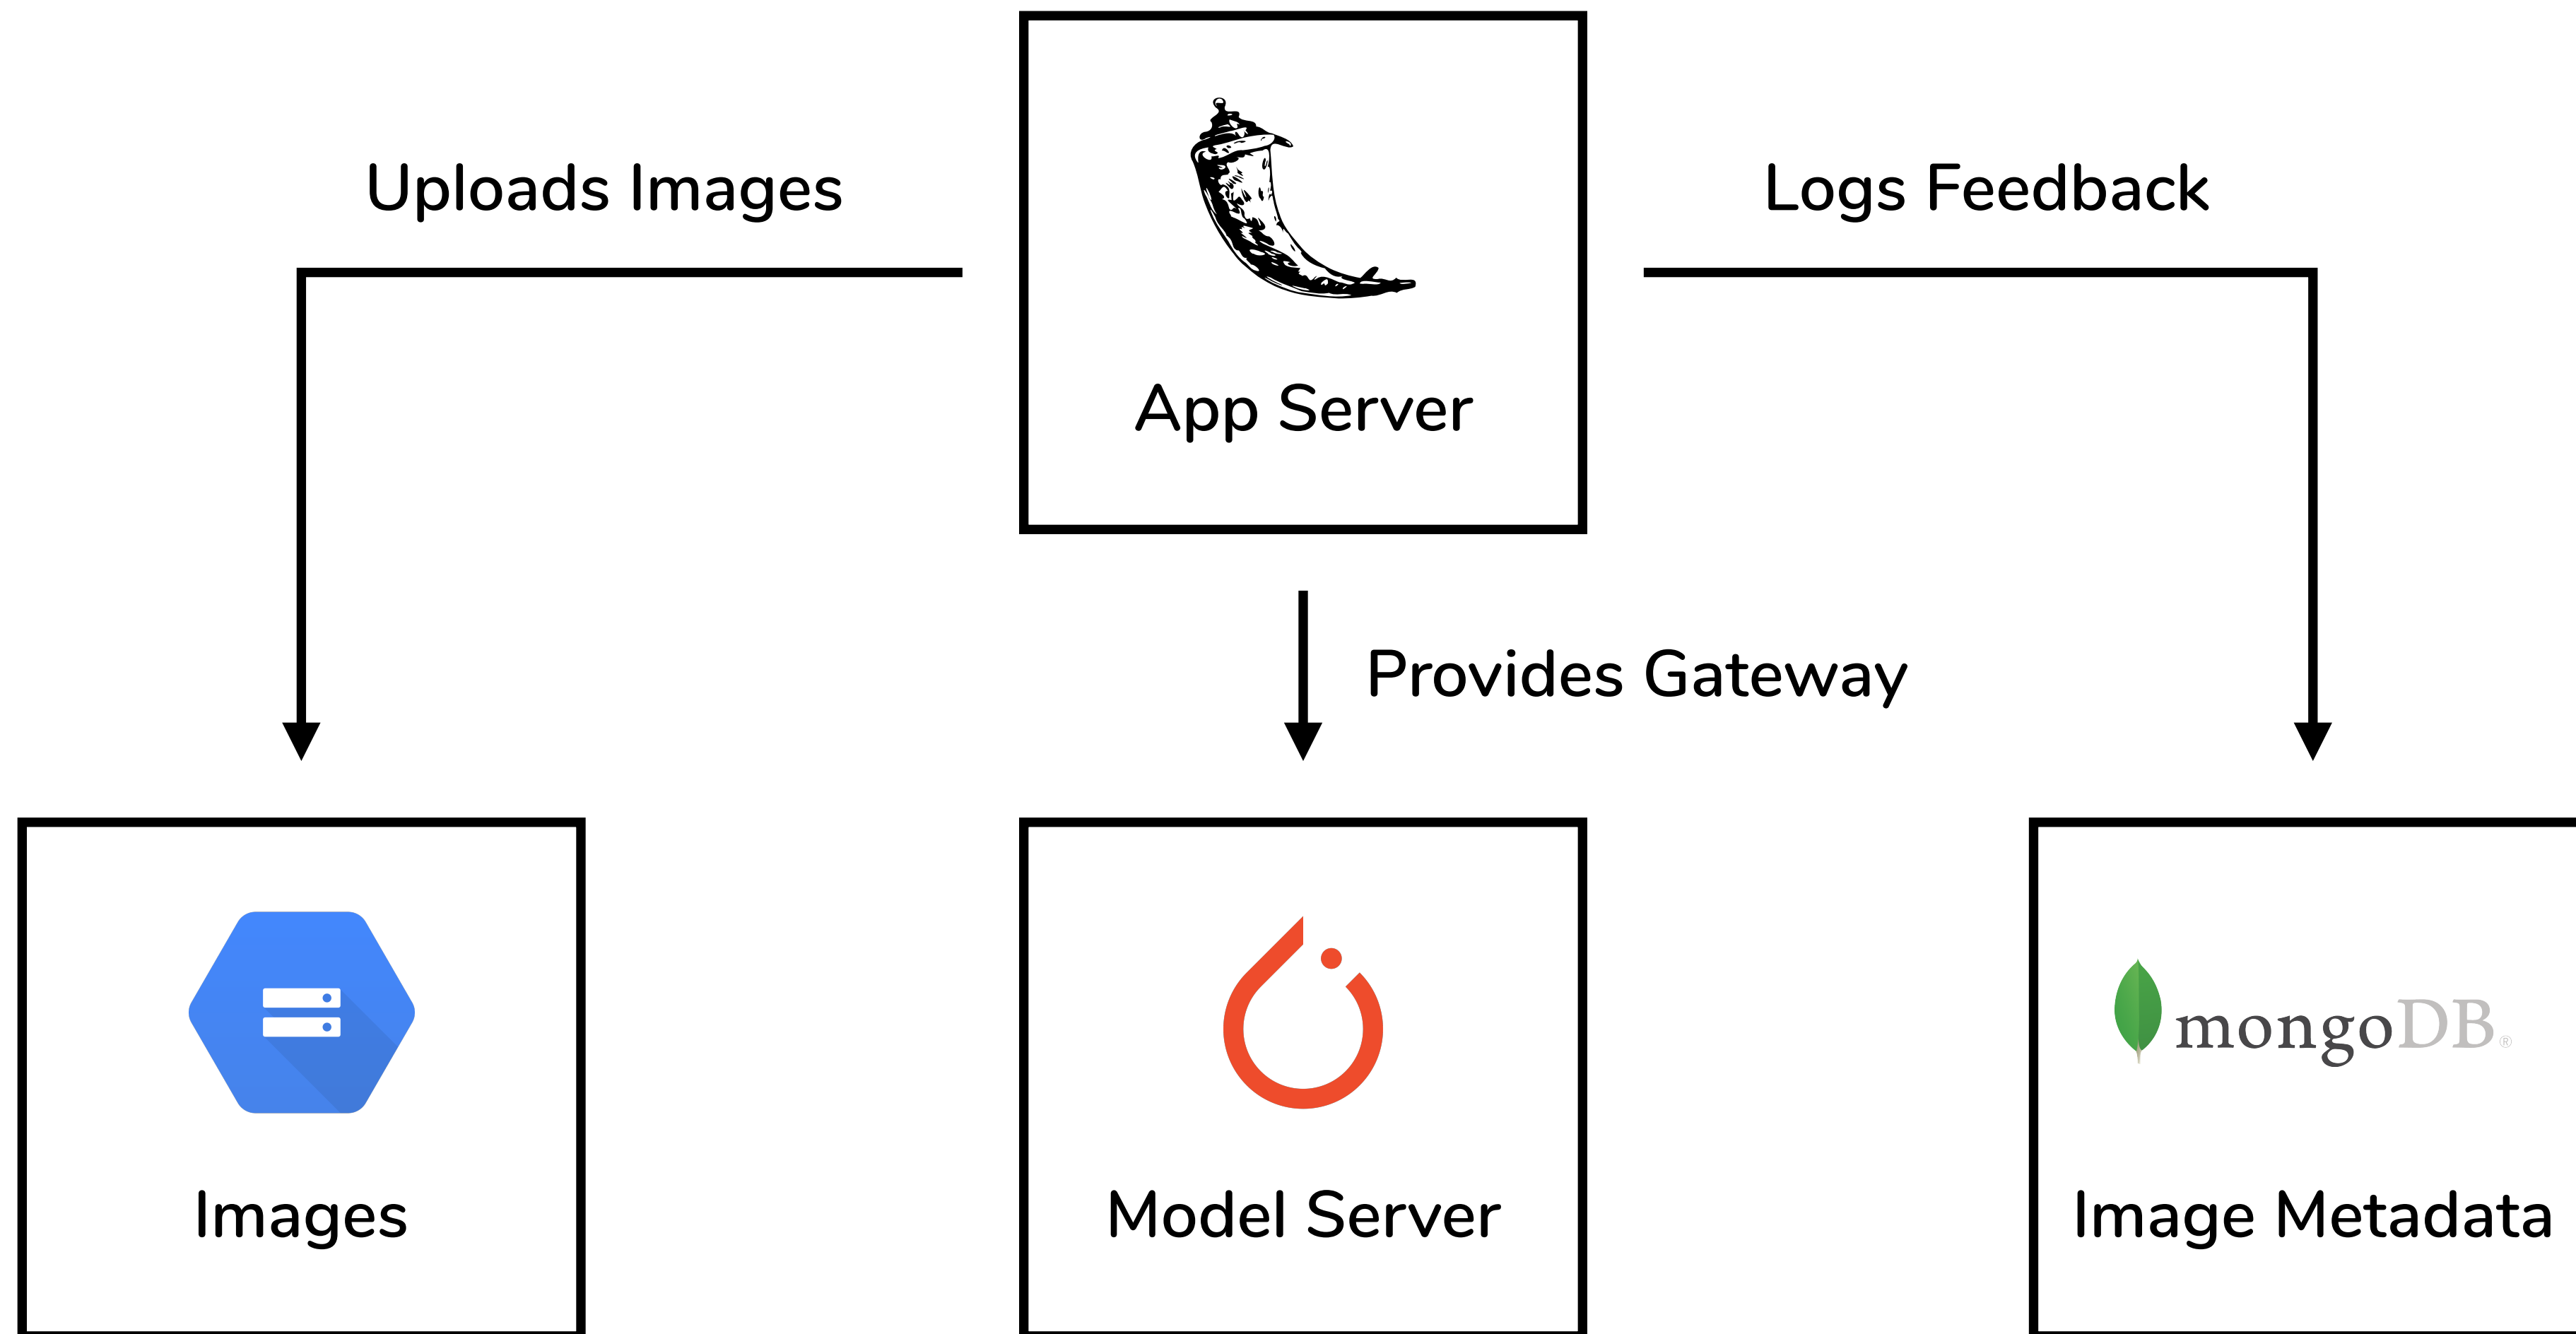 Uploads Images
Logs Feedback
App Server
Provides Gateway
mongoDB®
Images
Model Server
Image Metadata